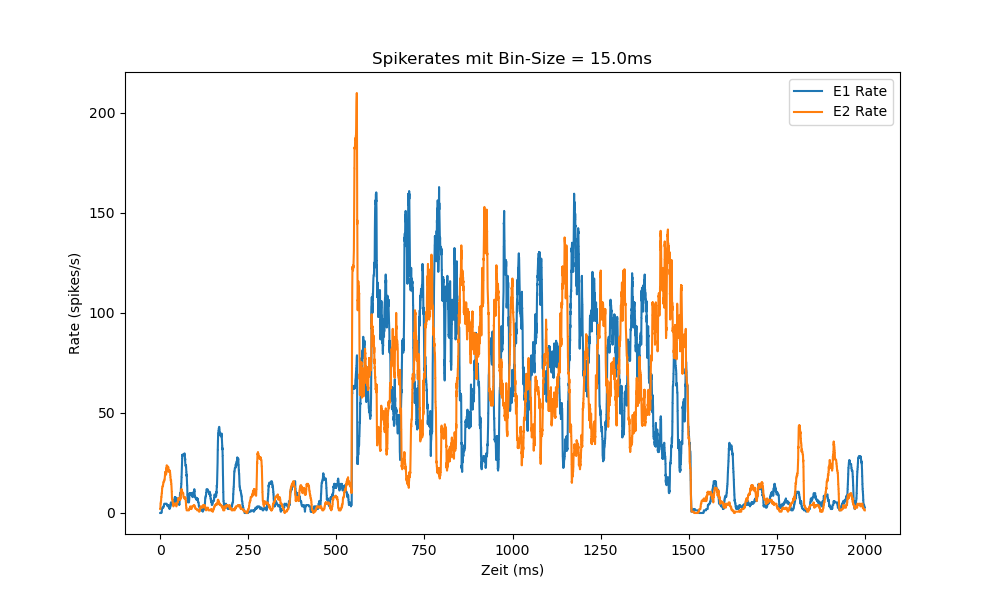 Spikerates mit Bin-Size = 15.0ms
E1 Rate
E2 Rate
200
150
100
50
0
Rate (spikes/s)
0 250 500 750 1000 1250 1500 1750 2000
Zeit (ms)